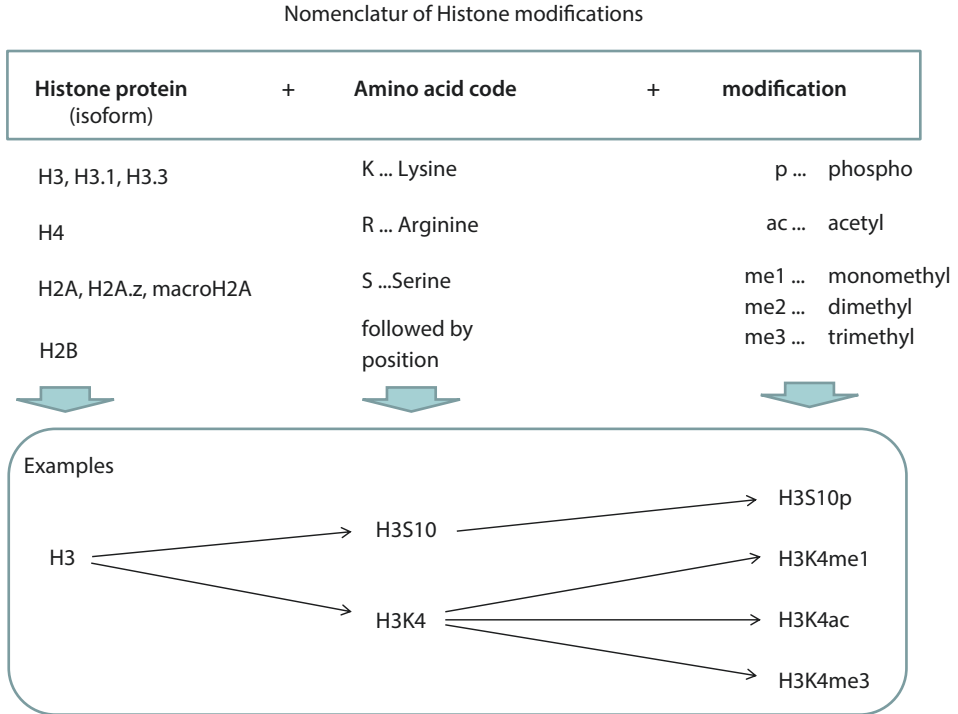 Nomenclatur of Histone modifications
Histone protein + Amino acid code + modification
(isoform)
H3, H3.1, H3.3
H4
H2A, H2A.z, macroH2A
H2B
K ... Lysine
R ... Arginine
S ...Serine
followed by
position
p ... phospho
ac ... acetyl
me1 ... monomethyl
me2 ... dimethyl
me3 ... trimethyl
Examples
H3
H3S10
H3K4
H3S10p
H3K4me1
H3K4ac
H3K4me3